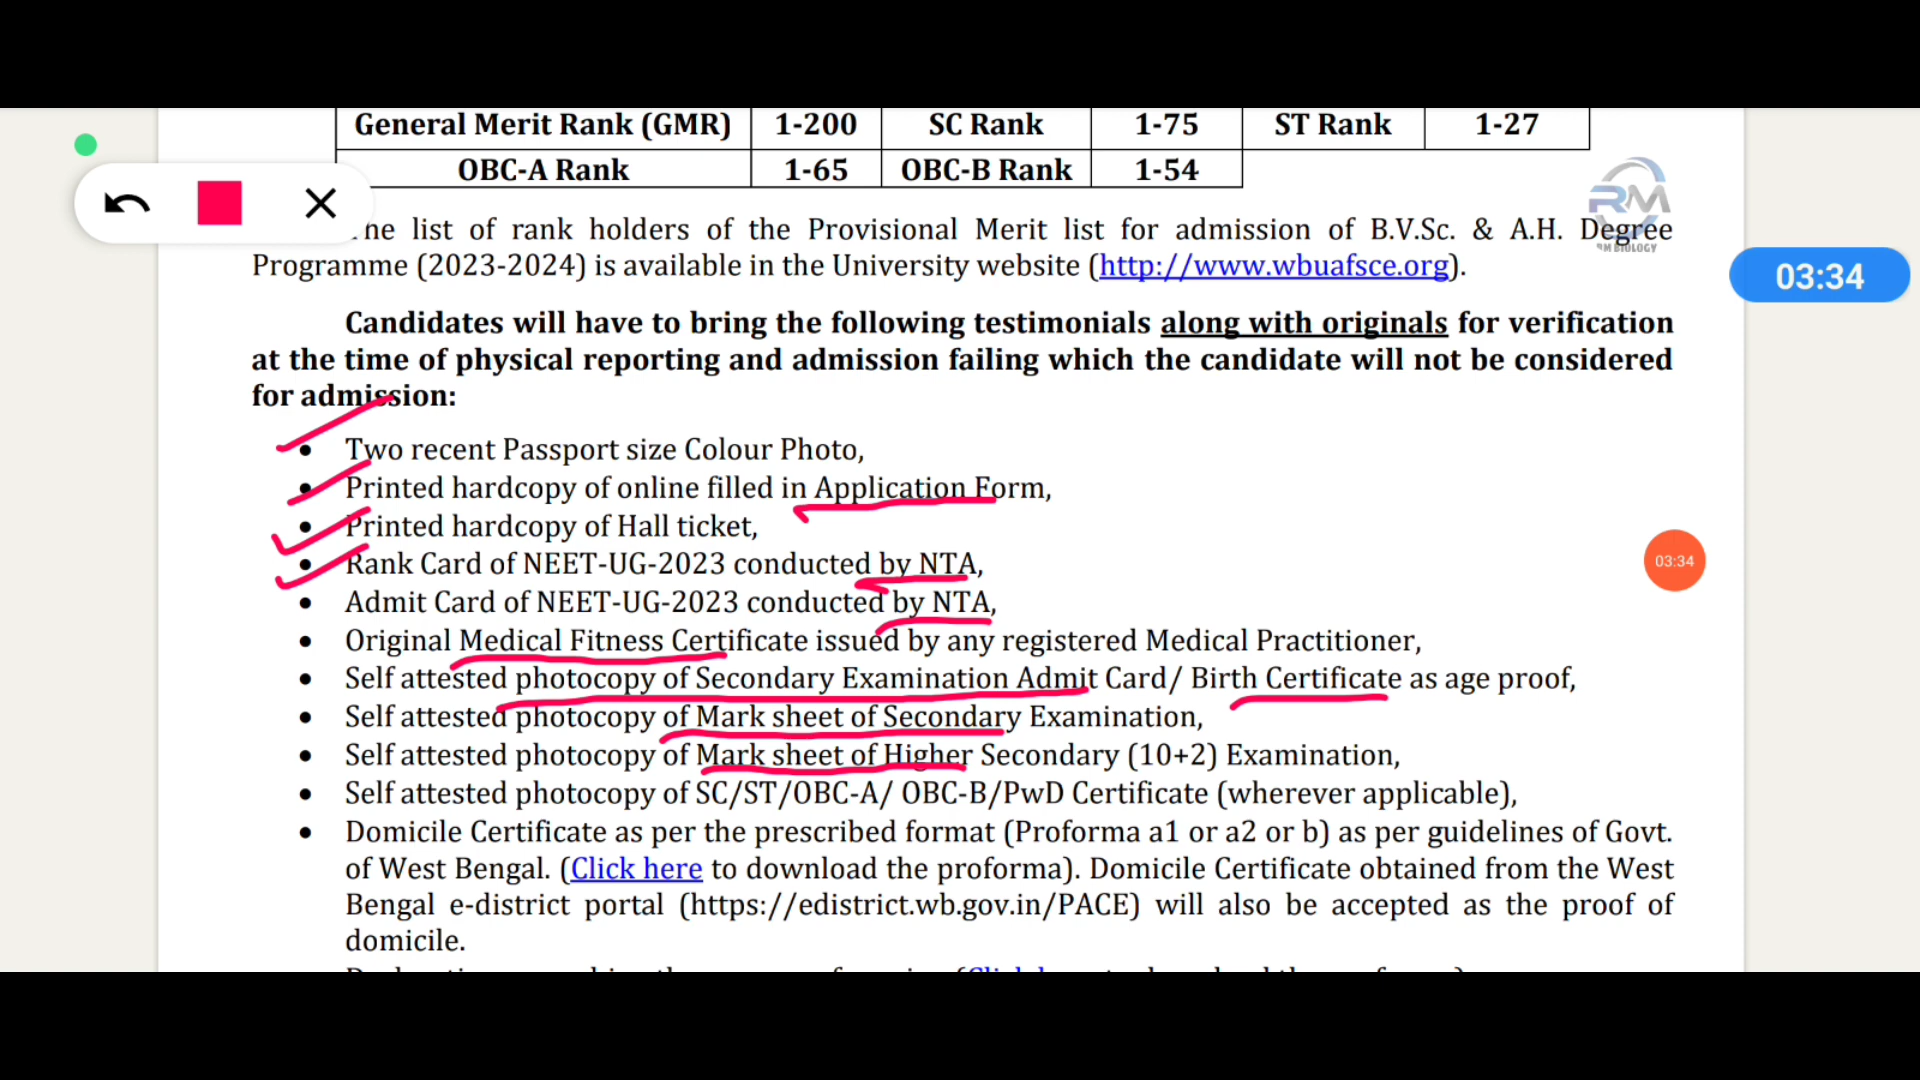 General Merit Rank (GMR) 1-200 SC Rank 1-75 ST Rank 1-27
OBC-A Rank 1-65 OBC-B Rank 1-54
RM
RM BIOLOGY
he list of rank holders of the Provisional Merit list for admission of B.V.Sc. & A.H. Degree
Programme (2023-2024) is available in the University website (http://www.wbuafsce.org).
03:34
Candidates will have to bring the following testimonials along with originals for verification
at the time of physical reporting and admission failing which the candidate will not be considered
for admission:
• Two recent Passport size Colour Photo,
• Printed hardcopy of online filled in Application Form,
• Printed hardcopy of Hall ticket,
• Rank Card of NEET-UG-2023 conducted by NTA,
03:34
• Admit Card of NEET-UG-2023 conducted by NTA,
• Original Medical Fitness Certificate issued by any registered Medical Practitioner,
• Self attested photocopy of Secondary Examination Admit Card/ Birth Certificate as age proof,
• Self attested photocopy of Mark sheet of Secondary Examination,
• Self attested photocopy of Mark sheet of Higher Secondary (10+2) Examination,
• Self attested photocopy of SC/ST/OBC-A/ OBC-B/PwD Certificate (wherever applicable),
• Domicile Certificate as per the prescribed format (Proforma a1 or a2 or b) as per guidelines of Govt.
of West Bengal. (Click here to download the proforma). Domicile Certificate obtained from the West
Bengal e-district portal (https://edistrict.wb.gov.in/PACE) will also be accepted as the proof of
domicile.